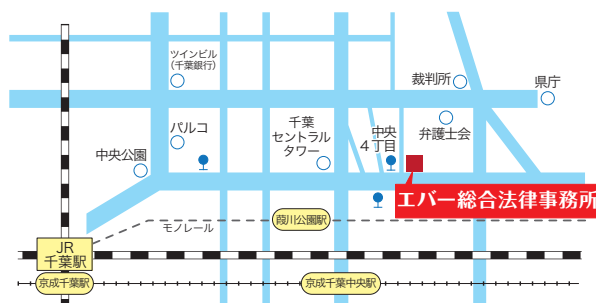 ツインビル
(千葉銀行)
裁判所
県庁
パルコ
千葉
セントラル
タワー
中央
4丁目
弁護士会
中央公園
エバー総合法律事務所
モノレール
葭川公園駅
JR
千葉駅
京成千葉駅
京成千葉中央駅